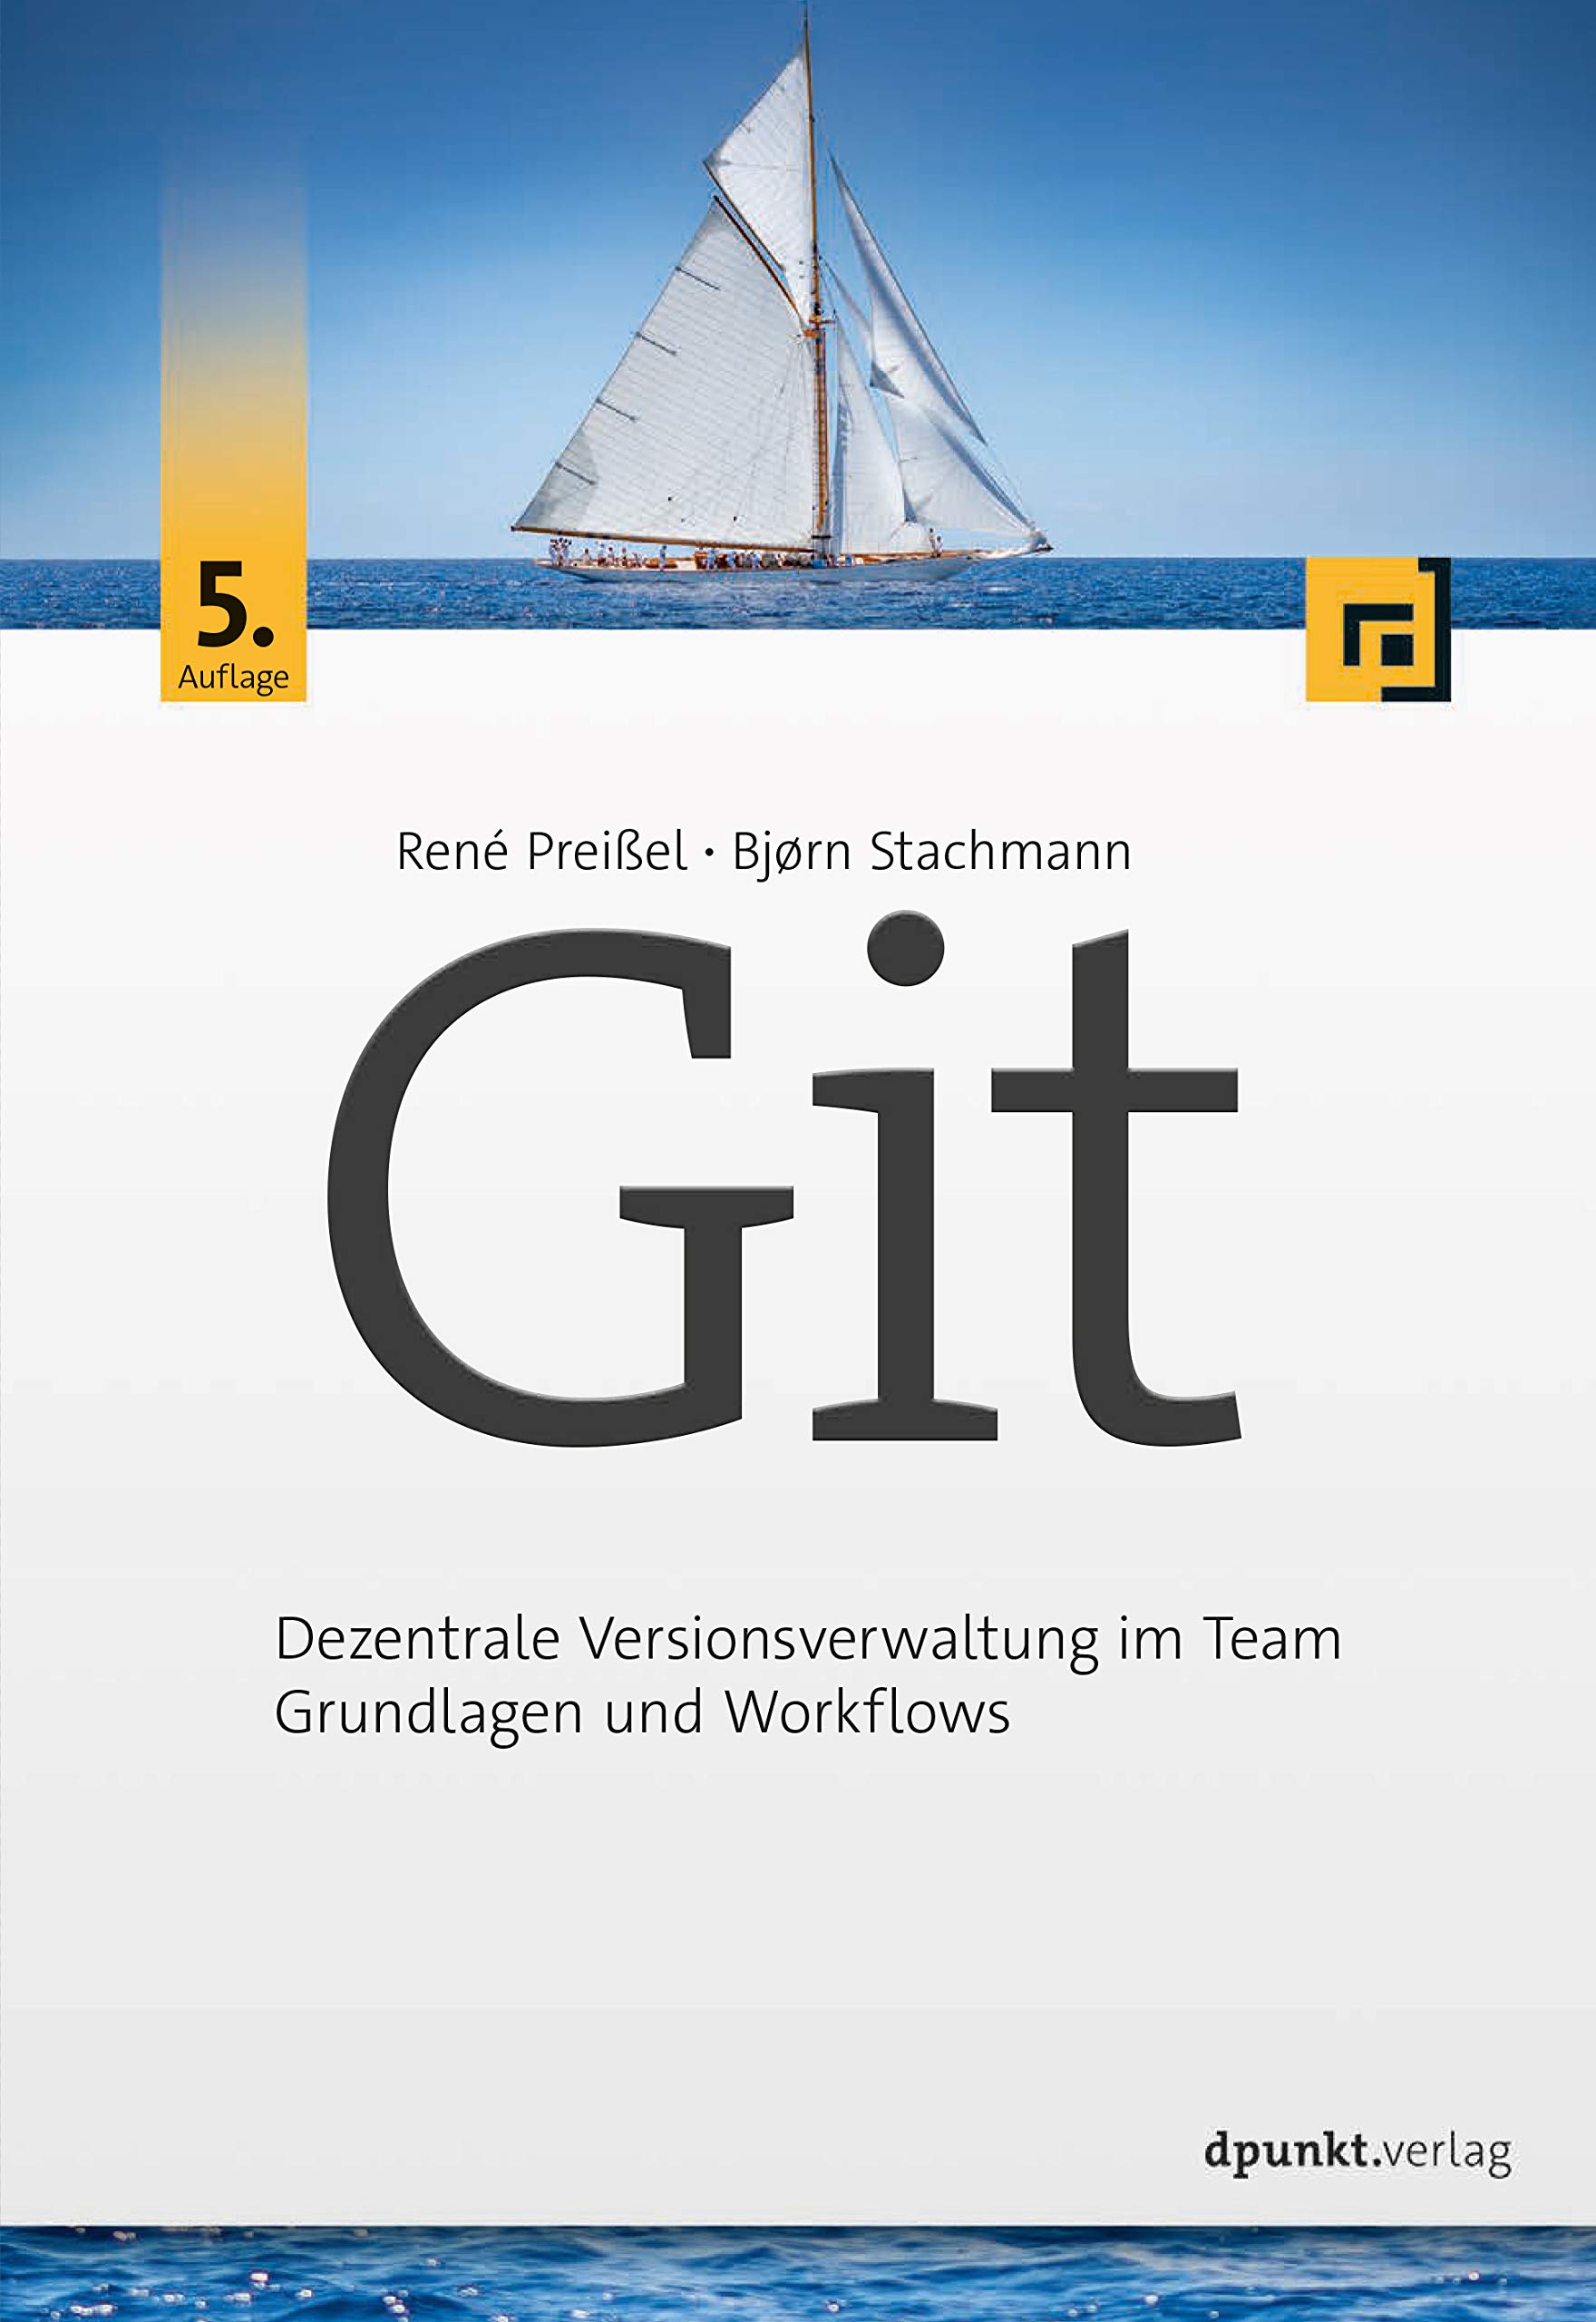 5.
Auflage
René Preißel · Bjørn Stachmann
Git
Dezentrale Versionsverwaltung im Team
Grundlagen und Workflows
dpunkt.verlag